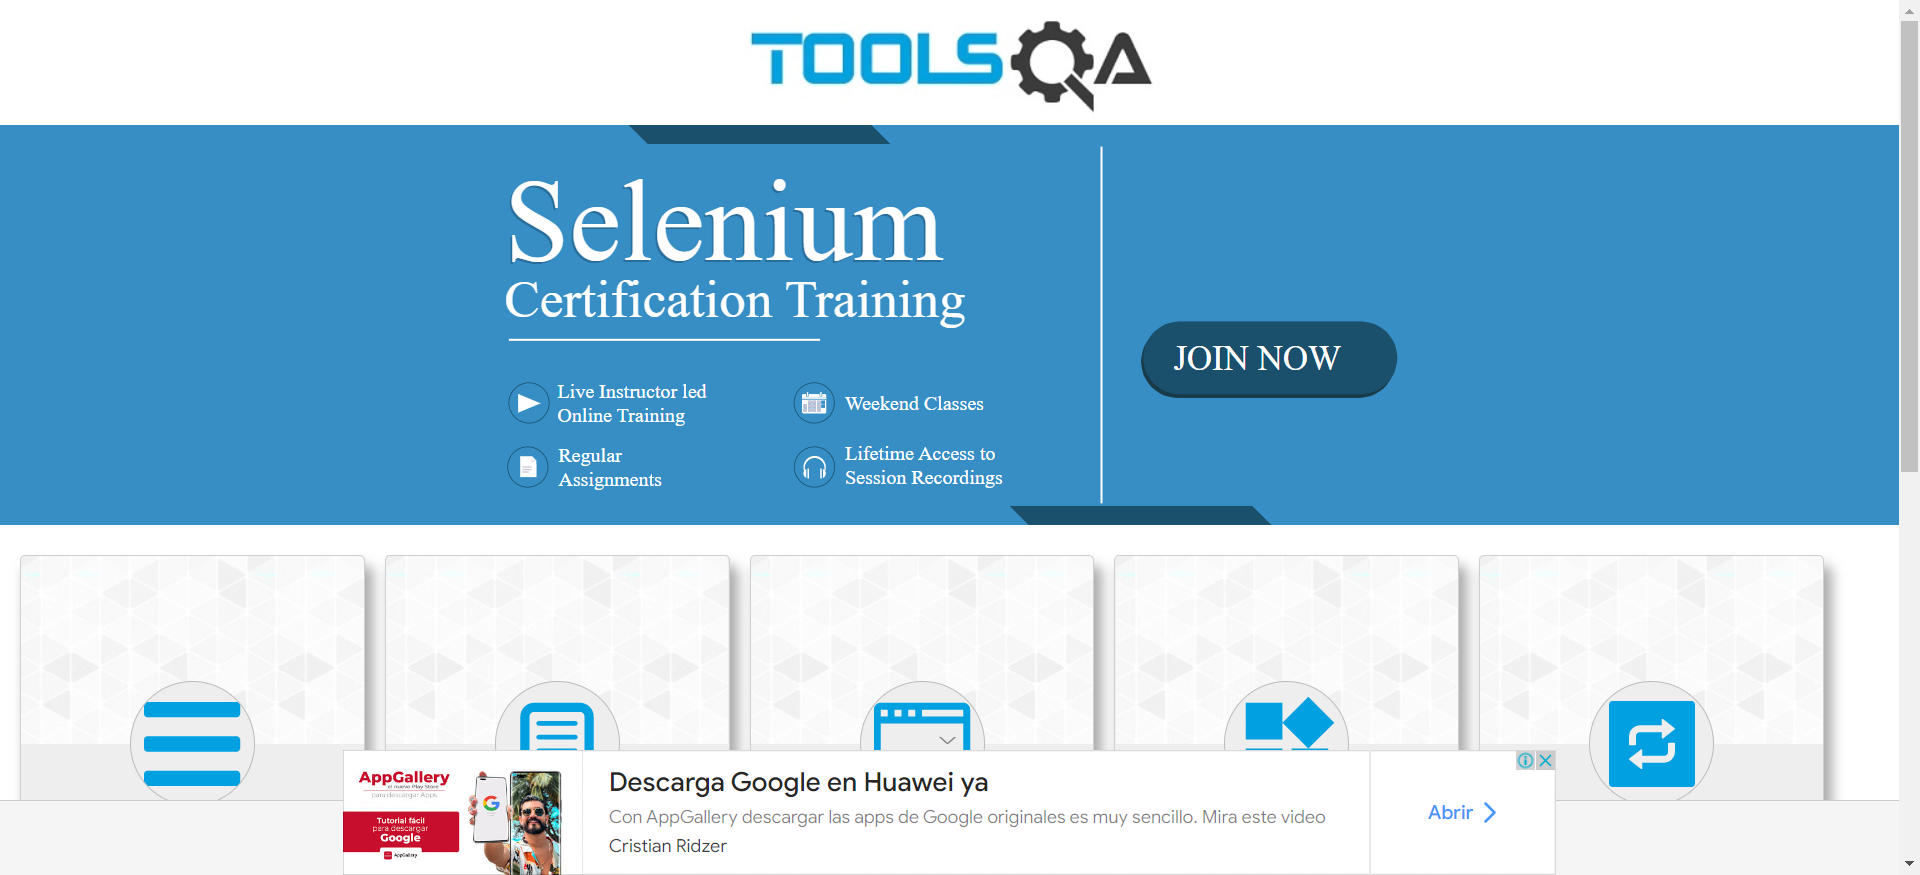 TOOLSQA
Selenium
Certification Training
JOIN NOW
Live Instructor led
Online Training
Weekend Classes
Regular
Assignments
Lifetime Access to
Session Recordings
AppGallery
el nuevo Play Store
para descargar Apps
Tutorial fácil
para descargar
Google
AppGallery
G
Descarga Google en Huawei ya
Con AppGallery descargar las apps de Google originales es muy sencillo. Mira este video
Cristian Ridzer
Abrir